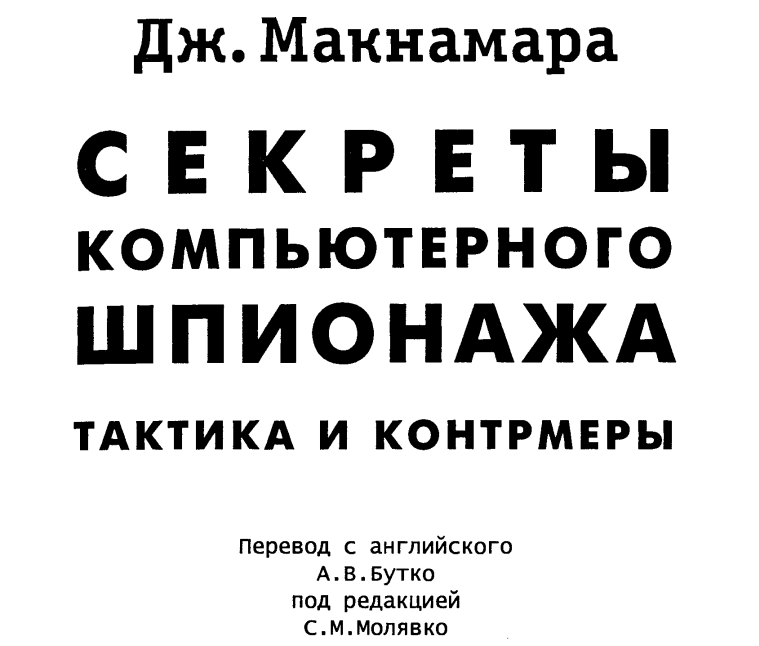 Дж. Макнамара
СЕКРЕТЫ
КОМПЬЮТЕРНОГО
ШПИОНАЖА
ТАКТИКА И КОНТРМЕРЫ
Перевод с английского
А.В.Бутко
под редакцией
С.М.Молявко